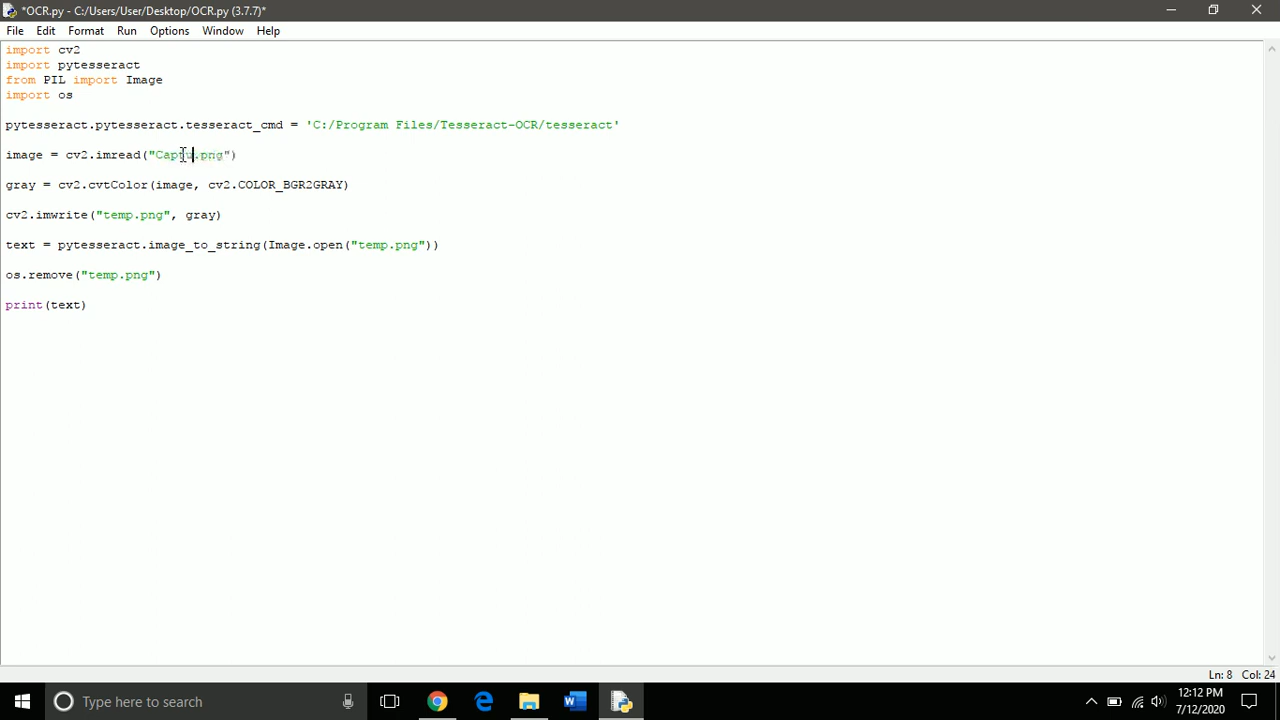 *OCR.py - C:/Users/User/Desktop/OCR.py (3.7.7)*
File Edit Format Run Options Window Help
import cv2
import pytesseract
from PIL import Image
import os
pytesseract.pytesseract.tesseract_cmd = 'C:/Program Files/Tesseract-OCR/tesseract'
image = cv2.imread("Captu.png")
gray = cv2.cvtColor(image, cv2.COLOR_BGR2GRAY)
cv2.imwrite("temp.png", gray)
text = pytesseract.image_to_string(Image.open("temp.png"))
os.remove("temp.png")
print(text)
Ln: 8 Col: 24
Type here to search
12:12 PM
7/12/2020